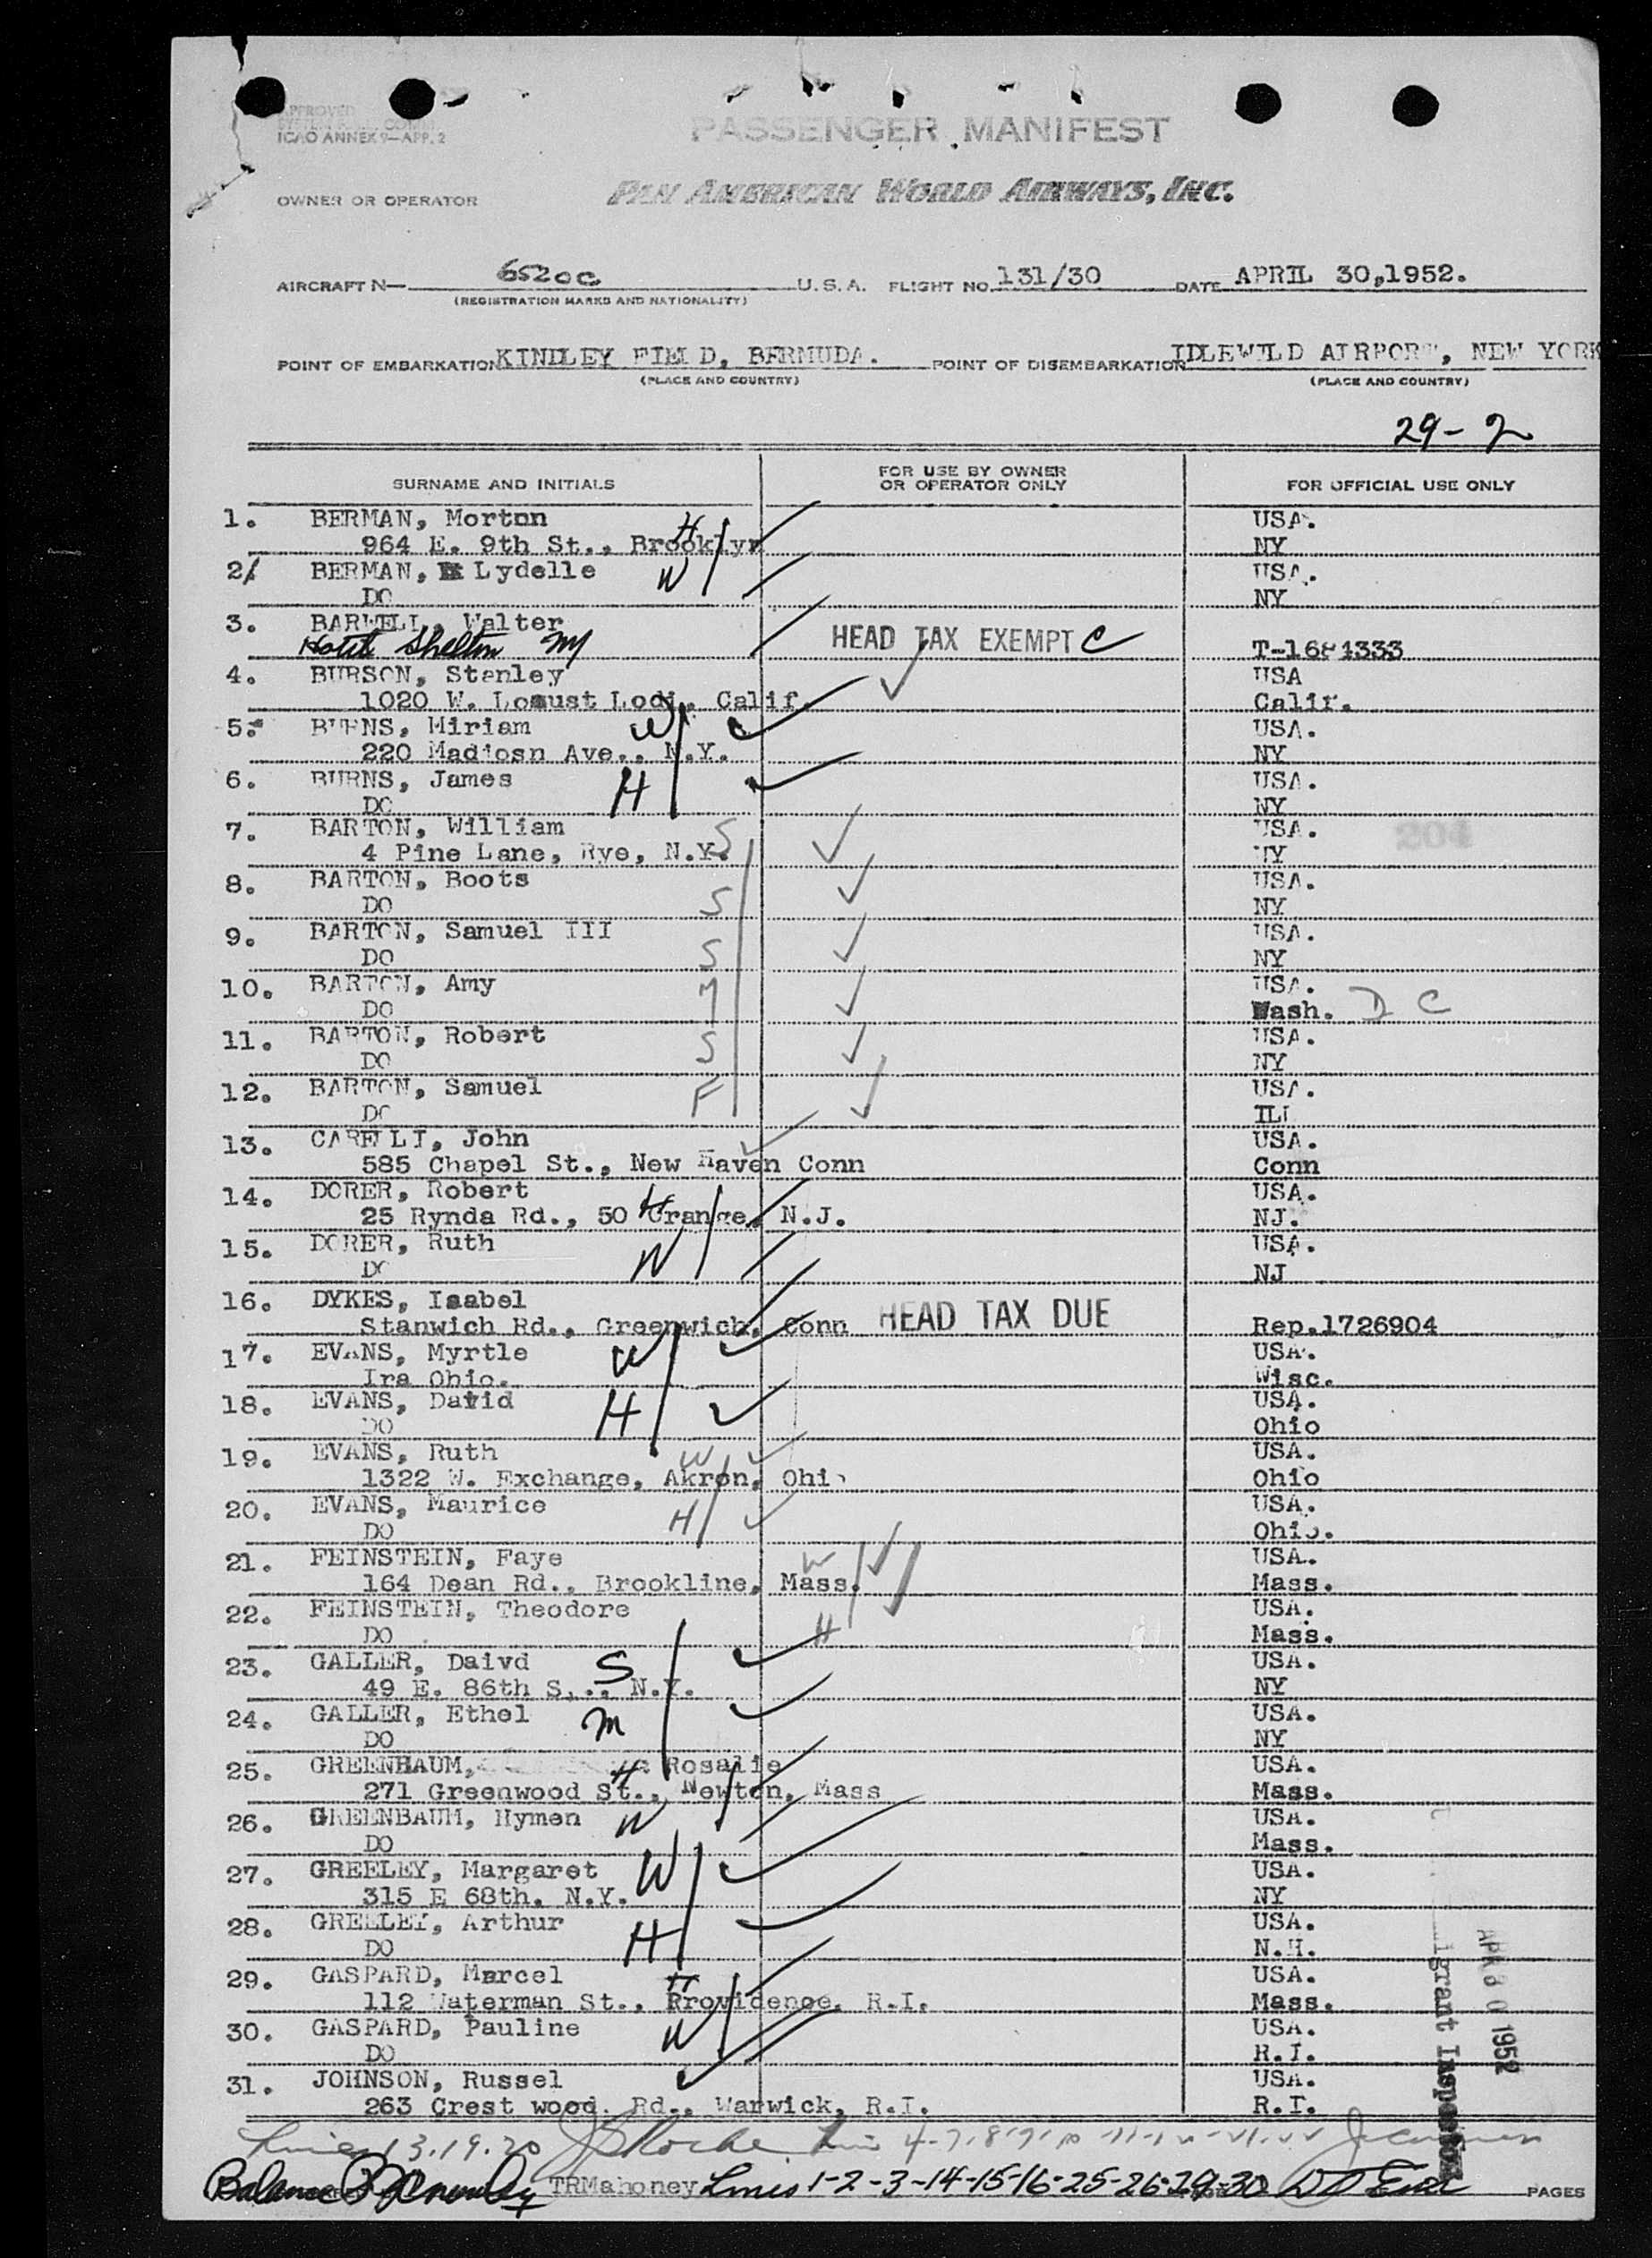 APPROVED
ICAO ANNEX 9—APP. 2
PASSENGER MANIFEST
OWNER OR OPERATOR PAN AMERICAN WORLD AIRWAYS, INC.
AIRCRAFT N— 6520C U.S.A. FLIGHT NO. 131/30 DATE APRIL 30,1952.
(REGISTRATION MARKS AND NATIONALITY)
POINT OF EMBARKATION KINDLEY FIELD, BERMUDA. POINT OF DISEMBARKATION IDLEWILD AIRPORT, NEW YORK
(PLACE AND COUNTRY) (PLACE AND COUNTRY)
29-2
SURNAME AND INITIALS FOR USE BY OWNER OR OPERATOR ONLY FOR OFFICIAL USE ONLY
1. BERMAN, Morton H USA.
964 E. 9th St., Brooklyn NY
2. BERMAN, Lydelle W USA.
DO NY
3. BARWELL, Walter HEAD TAX EXEMPT C
Hotel Shelton NY T-1681333
4. BURSON, Stanley USA
1020 W. Locmust Lodi, Calif. Calif.
5. BURNS, Miriam W USA.
220 Madiosn Ave., N.Y. NY
6. BURNS, James H USA.
DO NY
7. BARTON, William S USA. 204
4 Pine Lane, Rye, N.Y. NY
8. BARTON, Boots USA.
DO S NY
9. BARTON, Samuel III USA.
DO S NY
10. BARTON, Amy M USA.
DO Wash. D C
11. BARTON, Robert USA.
DO S NY
12. BARTON, Samuel F USA.
DO ILL
13. CARELLI, John USA.
585 Chapel St., New Haven Conn Conn
14. DORER, Robert H USA.
25 Rynda Rd., 50 Orange, N.J. NJ.
15. DORER, Ruth W USA.
DO NJ
16. DYKES, Isabel HEAD TAX DUE
Stanwich Rd., Greenwich, Conn Rep.1726904
17. EVANS, Myrtle W USA.
Ira Ohio. Wisc.
18. EVANS, David H USA.
DO Ohio
19. EVANS, Ruth W USA.
1322 W. Exchange, Akron, Ohio Ohio
20. EVANS, Maurice H USA.
DO Ohio.
21. FEINSTEIN, Faye W USA.
164 Dean Rd., Brookline, Mass. Mass.
22. FEINSTEIN, Theodore H USA.
DO Mass.
23. GALLER, Daivd S USA.
49 E. 86th S,., N.Y. NY
24. GALLER, Ethel M USA.
DO NY
25. GREENBAUM, Rosalie H USA.
271 Greenwood St., Newton, Mass Mass.
26. GREENBAUM, Hyman W USA.
DO Mass.
27. GREELEY, Margaret W USA.
315 E 68th, N.Y. NY
28. GREELEY, Arthur H USA.
DO N.H.
29. GASPARD, Marcel H USA.
112 Waterman St., Providence, R.I. Mass.
30. GASPARD, Pauline W USA.
DO R.I.
31. JOHNSON, Russel USA.
263 Crest wood Rd., Warwick, R.I. R.I.
APR 30 1952
Immigrant Inspector
Lines 13.19.20
Balance TRMahoney Lines 1-2-3-14-15-16-25-26-29-30 PAGES